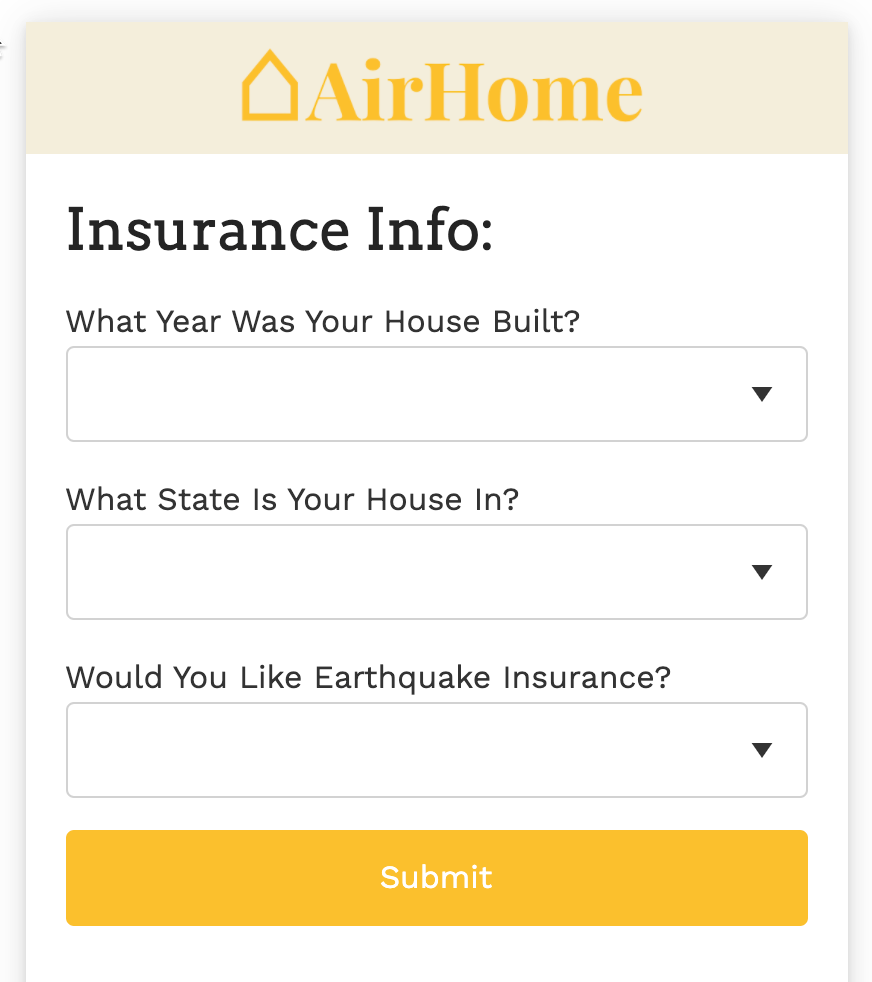 AirHome
Insurance Info:
What Year Was Your House Built?
What State Is Your House In?
Would You Like Earthquake Insurance?
Submit